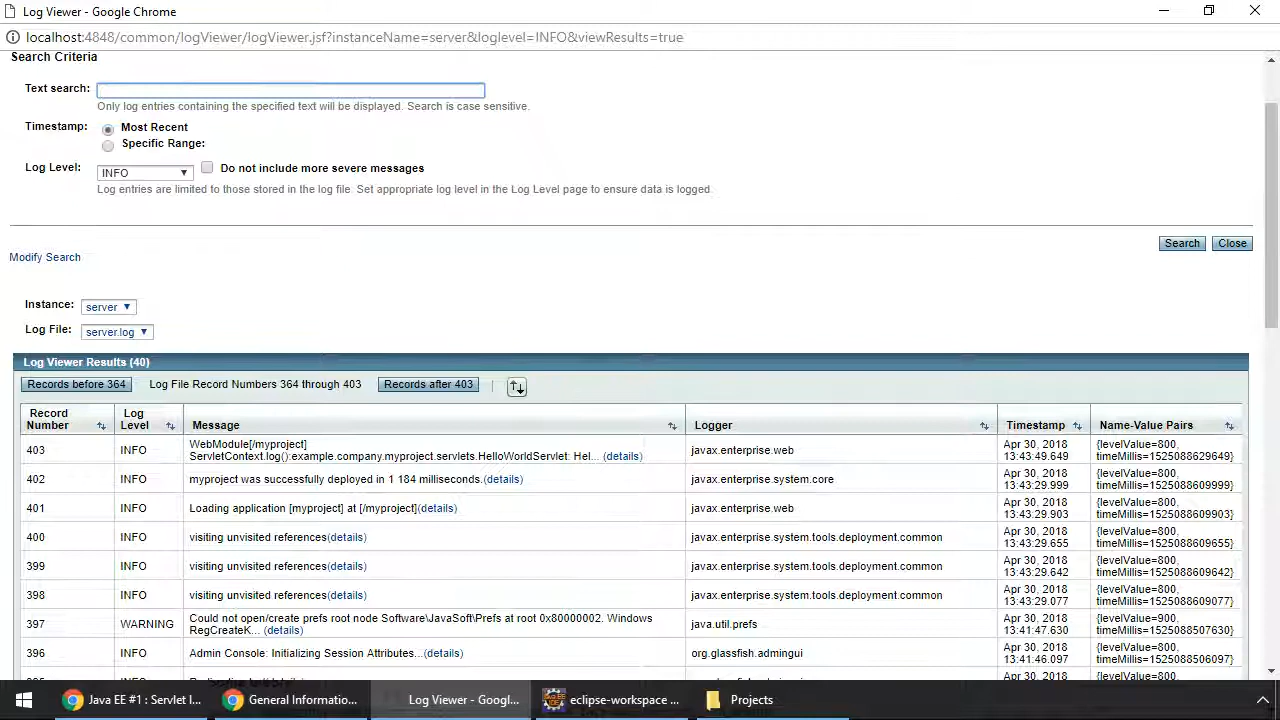 Log Viewer - Google Chrome
localhost:4848/common/logViewer/logViewer.jsf?instanceName=server&loglevel=INFO&viewResults=true
Search Criteria
Text search:
Only log entries containing the specified text will be displayed. Search is case sensitive.
Timestamp:
Most Recent
Specific Range:
Log Level:
INFO
Do not include more severe messages
Log entries are limited to those stored in the log file. Set appropriate log level in the Log Level page to ensure data is logged.
Search Close
Modify Search
Instance: server
Log File: server.log
Log Viewer Results (40)
Records before 364 Log File Record Numbers 364 through 403 Records after 403
Record Number Log Level Message Logger Timestamp Name-Value Pairs
403 INFO WebModule[/myproject] ServletContext.log():example.company.myproject.servlets.HelloWorldServlet: Hel... (details) javax.enterprise.web Apr 30, 2018 13:43:49.649 {levelValue=800, timeMillis=1525088629649}
402 INFO myproject was successfully deployed in 1 184 milliseconds.(details) javax.enterprise.system.core Apr 30, 2018 13:43:29.999 {levelValue=800, timeMillis=1525088609999}
401 INFO Loading application [myproject] at [/myproject](details) javax.enterprise.web Apr 30, 2018 13:43:29.903 {levelValue=800, timeMillis=1525088609903}
400 INFO visiting unvisited references(details) javax.enterprise.system.tools.deployment.common Apr 30, 2018 13:43:29.655 {levelValue=800, timeMillis=1525088609655}
399 INFO visiting unvisited references(details) javax.enterprise.system.tools.deployment.common Apr 30, 2018 13:43:29.642 {levelValue=800, timeMillis=1525088609642}
398 INFO visiting unvisited references(details) javax.enterprise.system.tools.deployment.common Apr 30, 2018 13:43:29.077 {levelValue=800, timeMillis=1525088609077}
397 WARNING Could not open/create prefs root node Software\JavaSoft\Prefs at root 0x80000002. Windows RegCreateK... (details) java.util.prefs Apr 30, 2018 13:41:47.630 {levelValue=900, timeMillis=1525088507630}
396 INFO Admin Console: Initializing Session Attributes...(details) org.glassfish.admingui Apr 30, 2018 13:41:46.097 {levelValue=800, timeMillis=1525088506097}
Apr 30, 2018 {levelValue=800,
Java EE #1 : Servlet I... General Informatio... Log Viewer - Googl... eclipse-workspace ... Projects